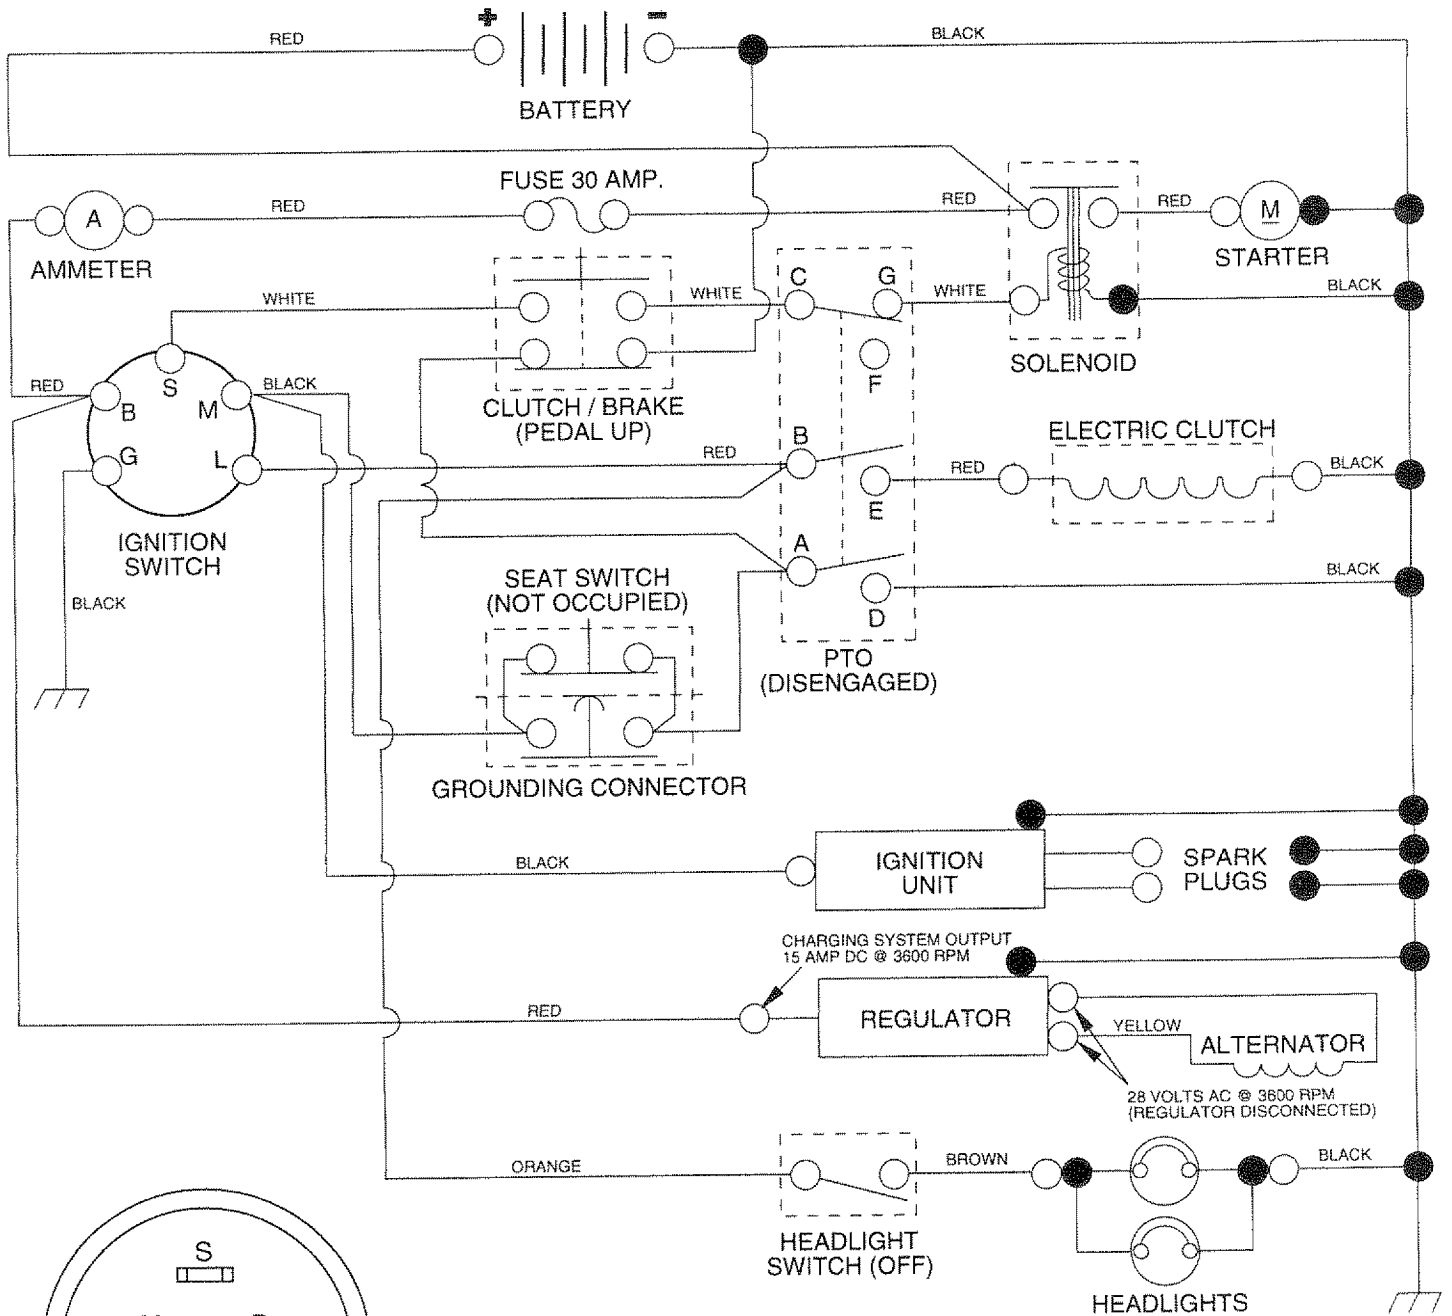 + −
RED
BLACK
BATTERY
FUSE 30 AMP.
A
RED
RED
RED
M
AMMETER
STARTER
WHITE
WHITE
C G
WHITE
BLACK
F
SOLENOID
S
RED
B
M
BLACK
CLUTCH / BRAKE
(PEDAL UP)
G
L
RED
B
E
RED
ELECTRIC CLUTCH
BLACK
IGNITION
SWITCH
BLACK
SEAT SWITCH
(NOT OCCUPIED)
A
D
BLACK
PTO
(DISENGAGED)
GROUNDING CONNECTOR
BLACK
IGNITION
UNIT
SPARK
PLUGS
CHARGING SYSTEM OUTPUT
15 AMP DC @ 3600 RPM
RED
REGULATOR
YELLOW
ALTERNATOR
28 VOLTS AC @ 3600 RPM
(REGULATOR DISCONNECTED)
ORANGE
BROWN
BLACK
HEADLIGHT
SWITCH (OFF)
HEADLIGHTS
S